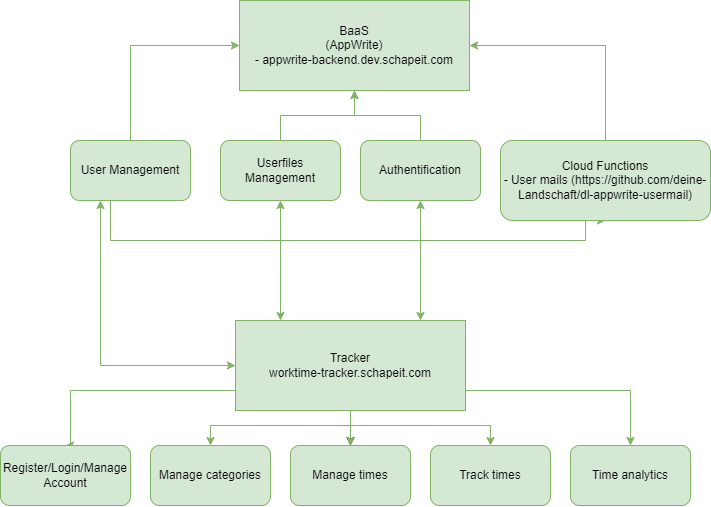 BaaS
(AppWrite)
- appwrite-backend.dev.schapeit.com
User Management
Userfiles
Management
Authentification
Cloud Functions
- User mails (https://github.com/deine-
Landschaft/dl-appwrite-usermail)
Tracker
worktime-tracker.schapeit.com
Register/Login/Manage
Account
Manage categories
Manage times
Track times
Time analytics